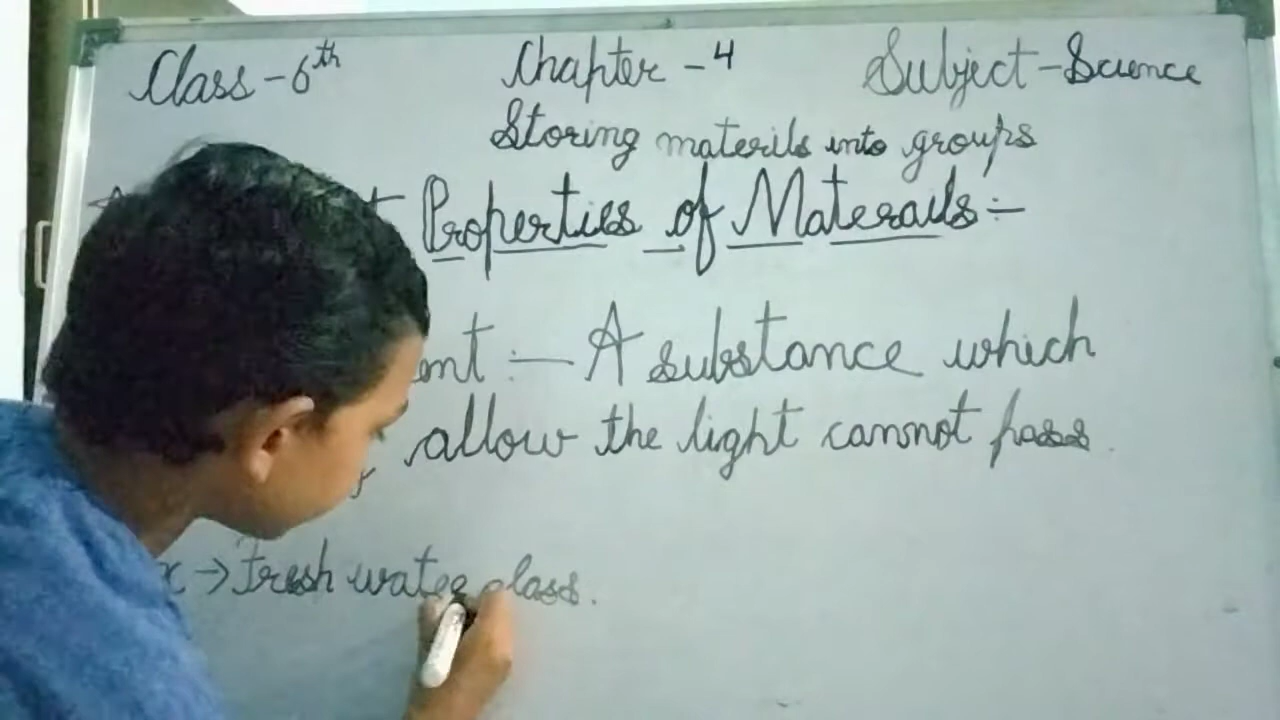 Class - 6th Chapter - 4 Subject - Science
Storing materils into groups
Properties of Materails :-
ent :- A substance which
allow the light cannot pass.
x → Fresh water glass.